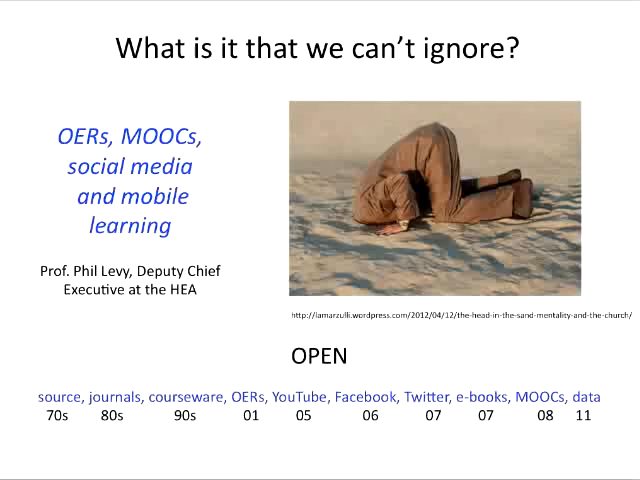 What is it that we can't ignore?
OERs, MOOCs,
social media
and mobile
learning
Prof. Phil Levy, Deputy Chief
Executive at the HEA
http://lamarzulli.wordpress.com/2012/04/12/the-head-in-the-sand-mentality-and-the-church/
OPEN
source, journals, courseware, OERs, YouTube, Facebook, Twitter, e-books, MOOCs, data
70s 80s 90s 01 05 06 07 07 08 11